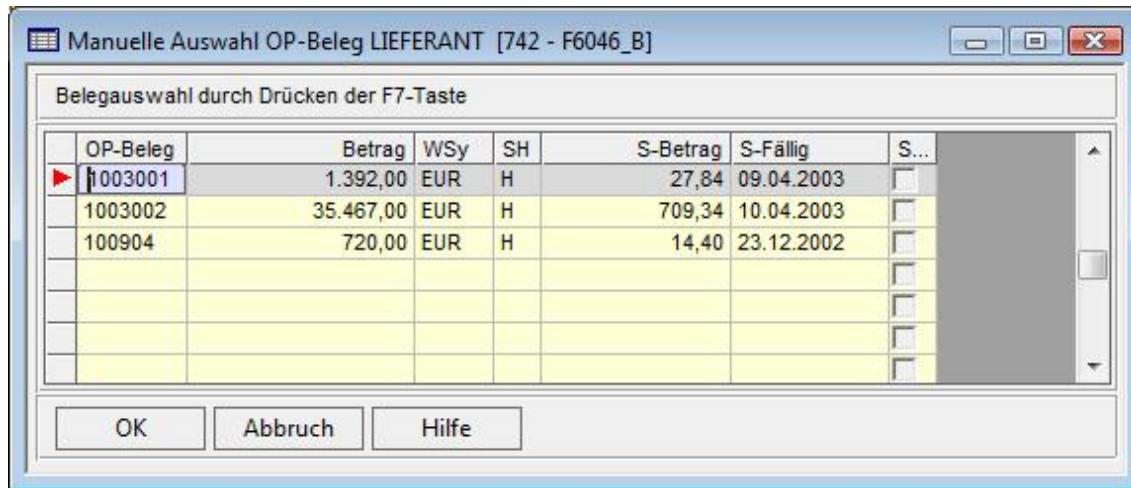 Manuelle Auswahl OP-Beleg LIEFERANT [742 - F6046_B]
Belegauswahl durch Drücken der F7-Taste
OP-Beleg Betrag WSy SH S-Betrag S-Fällig S...
1003001 1.392,00 EUR H 27,84 09.04.2003
1003002 35.467,00 EUR H 709,34 10.04.2003
100904 720,00 EUR H 14,40 23.12.2002
OK Abbruch Hilfe